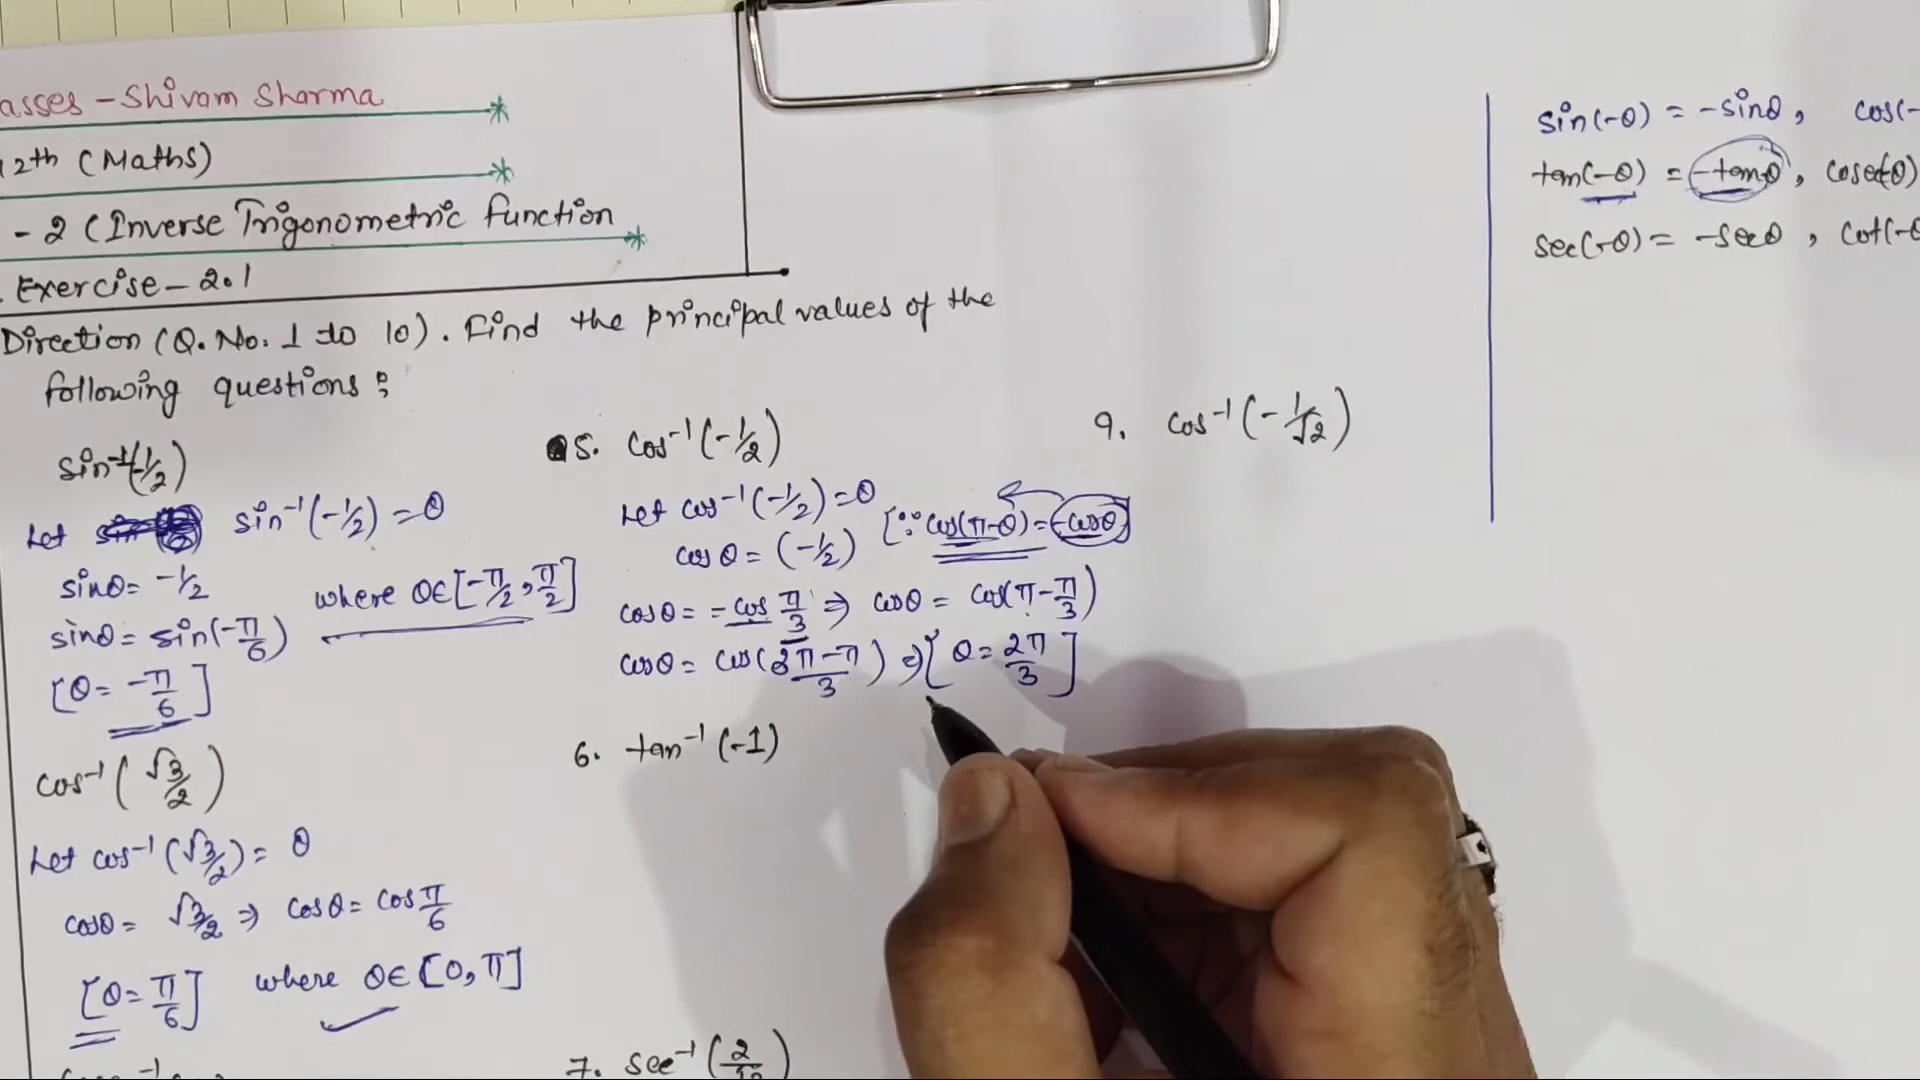 asses - Shivam Sharma
12th (Maths)
- 2 (Inverse Trigonometric function
Exercise - 2.1
Direction (Q. No. 1 to 10). Find the principal values of the
following questions:
sin⁻¹(-1/2)
Let sin⁻¹(-1/2) = θ
sinθ = -1/2
where θ∈[-π/2, π/2]
sinθ = sin(-π/6)
[θ = -π/6]
cos⁻¹(√3/2)
Let cos⁻¹(√3/2) = θ
cosθ = √3/2 ⇒ cosθ = cos π/6
[θ = π/6] where θ∈[0, π]
5. cos⁻¹(-1/2)
Let cos⁻¹(-1/2) = θ
[∵ cos(π-θ) = -cosθ]
cosθ = (-1/2)
cosθ = -cos π/3 ⇒ cosθ = cos(π - π/3)
cosθ = cos(3π-π/3) ⇒ [θ = 2π/3]
6. tan⁻¹(-1)
7. sec⁻¹(2/
9. cos⁻¹(-1/√2)
sin(-θ) = -sinθ, cos(-
tan(-θ) = -tanθ, cosec(-θ)
sec(-θ) = -secθ, cot(-θ